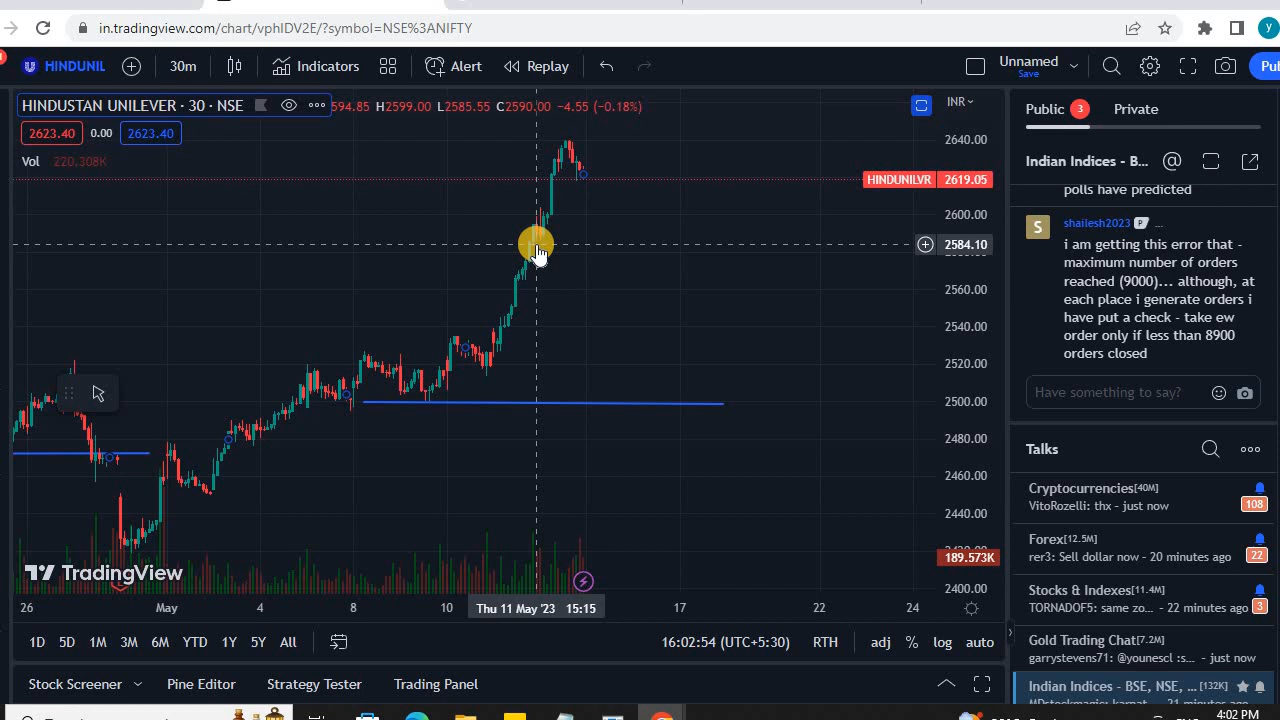 in.tradingview.com/chart/vphIDV2E/?symbol=NSE%3ANIFTY
HINDUNIL
30m
Indicators
Alert
Replay
Unnamed
Save
HINDUSTAN UNILEVER · 30 · NSE
594.85 H2599.00 L2585.55 C2590.00 -4.55 (-0.18%)
INR
2623.40 0.00 2623.40
Vol 220.308K
2640.00
HINDUNILVR 2619.05
2600.00
2584.10
2560.00
2540.00
2520.00
2500.00
2480.00
2460.00
2440.00
189.573K
2400.00
TradingView
26 May 4 8 10 Thu 11 May '23 15:15 17 22 24
1D 5D 1M 3M 6M YTD 1Y 5Y All
16:02:54 (UTC+5:30) RTH adj % log auto
Stock Screener Pine Editor Strategy Tester Trading Panel
Public 3 Private
Indian Indices - B...
polls have predicted
S
shailesh2023 P ...
i am getting this error that -
maximum number of orders
reached (9000)... although, at
each place i generate orders i
have put a check - take ew
order only if less than 8900
orders closed
Have something to say?
Talks
Cryptocurrencies[40M]
VitoRozelli: thx - just now
108
Forex[12.5M]
rer3: Sell dollar now - 20 minutes ago
22
Stocks & Indexes[11.4M]
TORNADOF5: same zo... - 22 minutes ago
3
Gold Trading Chat[7.2M]
garrystevens71: @younescl :s... - just now
Indian Indices - BSE, NSE, ... [132K]
4:02 PM